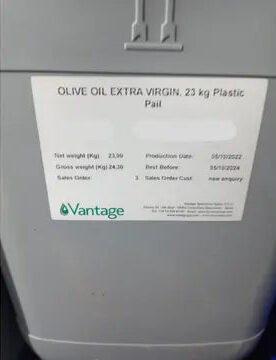 OLIVE OIL EXTRA VIRGIN. 23 kg Plastic
Pail
Net weight (Kg) 23,00 Production Date: 05/10/2022
Gross weight (Kg) 24,30 Best Before: 05/10/2024
Sales Order: 3 Sales Order Cust: new enquiry
Vantage